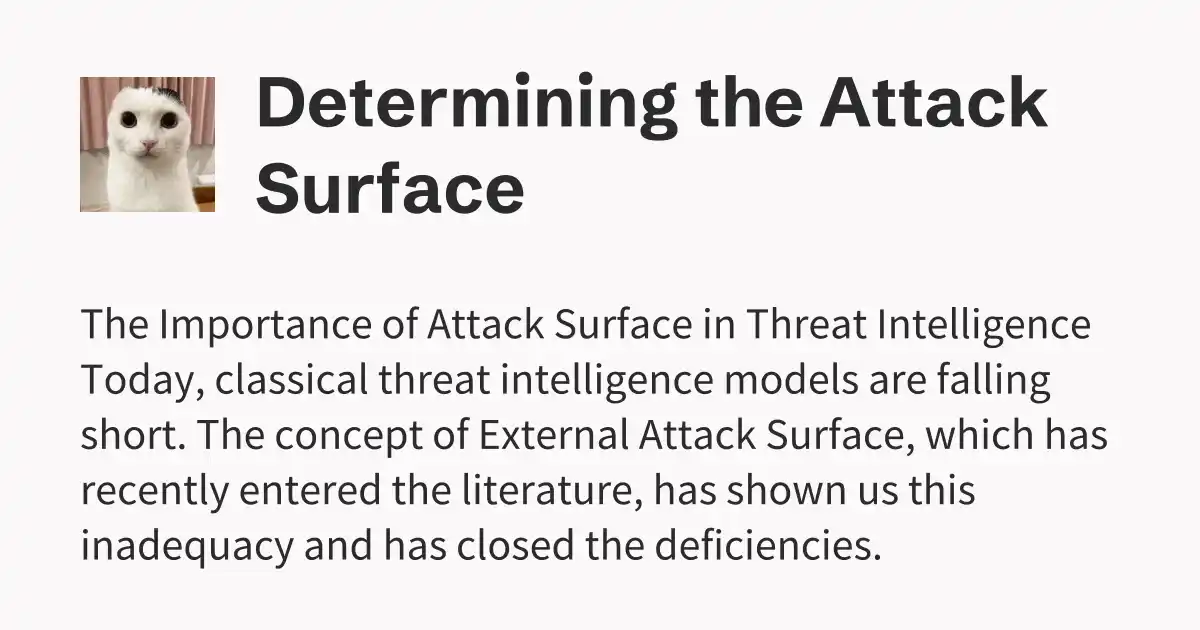 Determining the Attack
Surface
The Importance of Attack Surface in Threat Intelligence
Today, classical threat intelligence models are falling
short. The concept of External Attack Surface, which has
recently entered the literature, has shown us this
inadequacy and has closed the deficiencies.